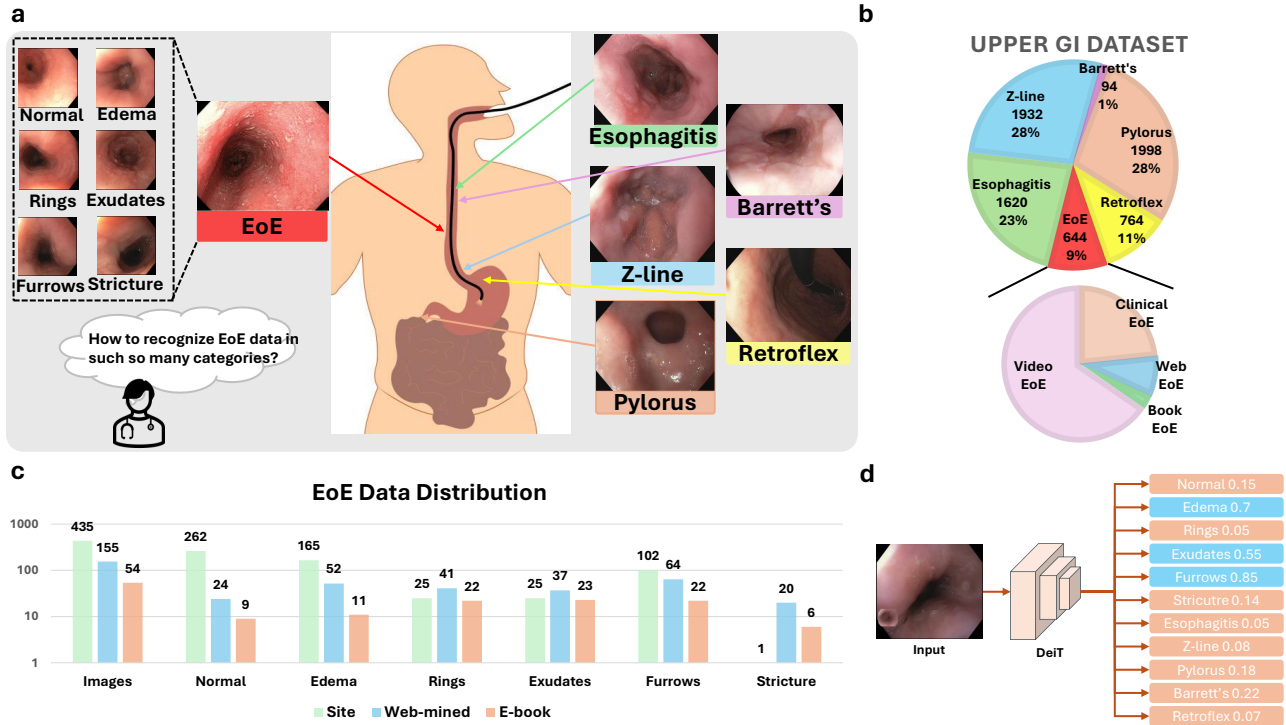 a
Normal
Edema
Rings
Exudates
Furrows
Stricture
EoE
How to recognize EoE data in
such so many categories?
Esophagitis
Barrett's
Z-line
Retroflex
Pylorus
b
UPPER GI DATASET
Barrett's
94
1%
Z-line
1932
28%
Pylorus
1998
28%
Esophagitis
1620
23%
EoE
644
9%
Retroflex
764
11%
Clinical
EoE
Video
EoE
Web
EoE
Book
EoE
c
EoE Data Distribution
1000
100
10
1
435
155
54
262
24
9
165
52
11
25
41
22
25
37
23
102
64
22
1
20
6
Images
Normal
Edema
Rings
Exudates
Furrows
Stricture
Site
Web-mined
E-book
d
Input
DeiT
Normal 0.15
Edema 0.7
Rings 0.05
Exudates 0.55
Furrows 0.85
Stricutre 0.14
Esophagitis 0.05
Z-line 0.08
Pylorus 0.18
Barrett's 0.22
Retroflex 0.07